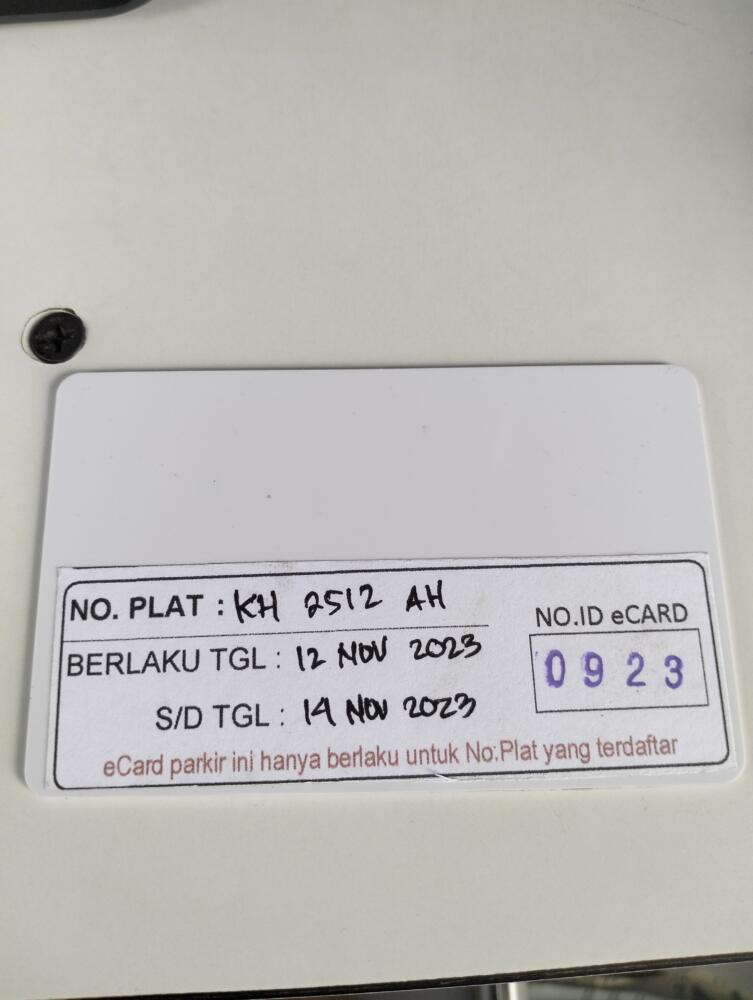 NO. PLAT : KH 2512 AH
BERLAKU TGL : 12 NOV 2023
S/D TGL : 14 NOV 2023
NO.ID eCARD
0923
eCard parkir ini hanya berlaku untuk No.Plat yang terdaftar